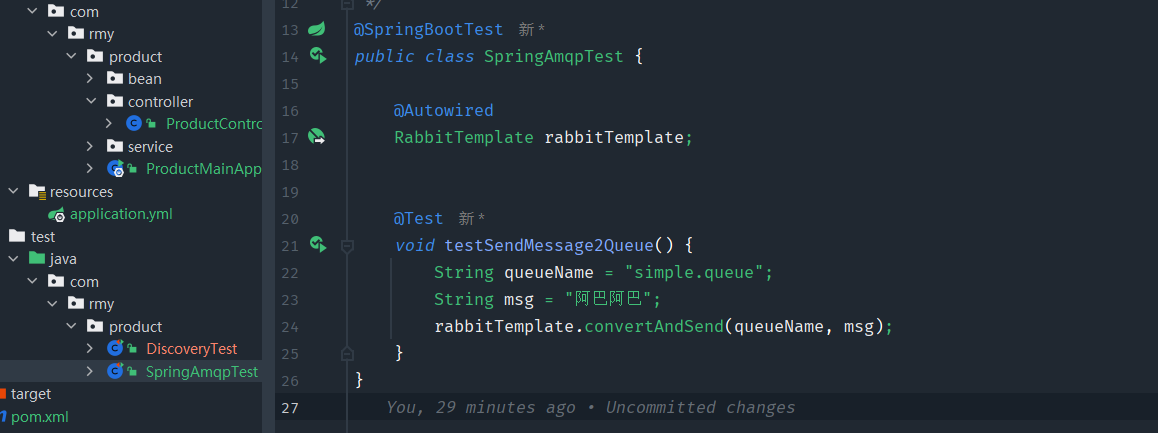 com
rmy
product
bean
controller
ProductContro
service
ProductMainApp
resources
application.yml
test
java
com
rmy
product
DiscoveryTest
SpringAmqpTest
target
pom.xml
12 */
13 @SpringBootTest 新 *
14 public class SpringAmqpTest {
15
16 @Autowired
17 RabbitTemplate rabbitTemplate;
18
19
20 @Test 新 *
21 void testSendMessage2Queue() {
22 String queueName = "simple.queue";
23 String msg = "阿巴阿巴";
24 rabbitTemplate.convertAndSend(queueName, msg);
25 }
26 }
27 You, 29 minutes ago • Uncommitted changes